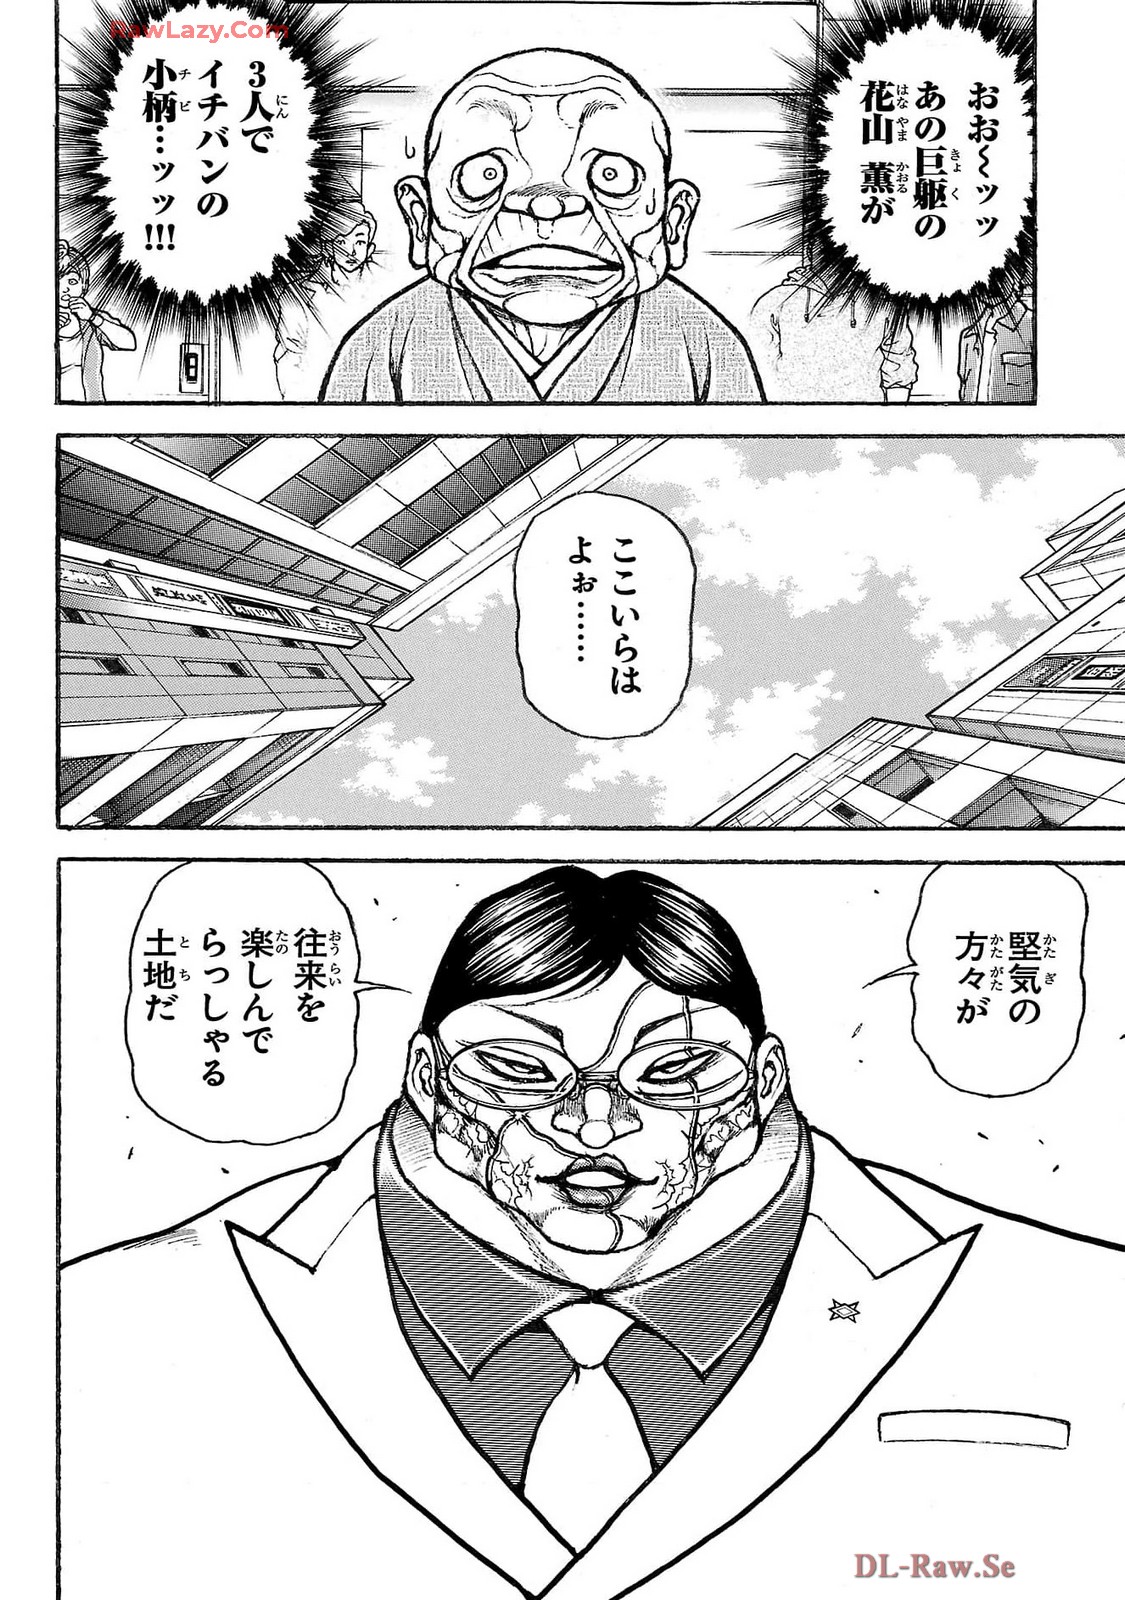 RawLazy.Com
おお〜ッッ
あの巨躯の
花山 薫が
3人で
イチバンの
小柄…ッッ!!!
ここいらは
よぉ……
堅気の
方々が
往来を
楽しんで
らっしゃる
土地だ
DL-Raw.Se